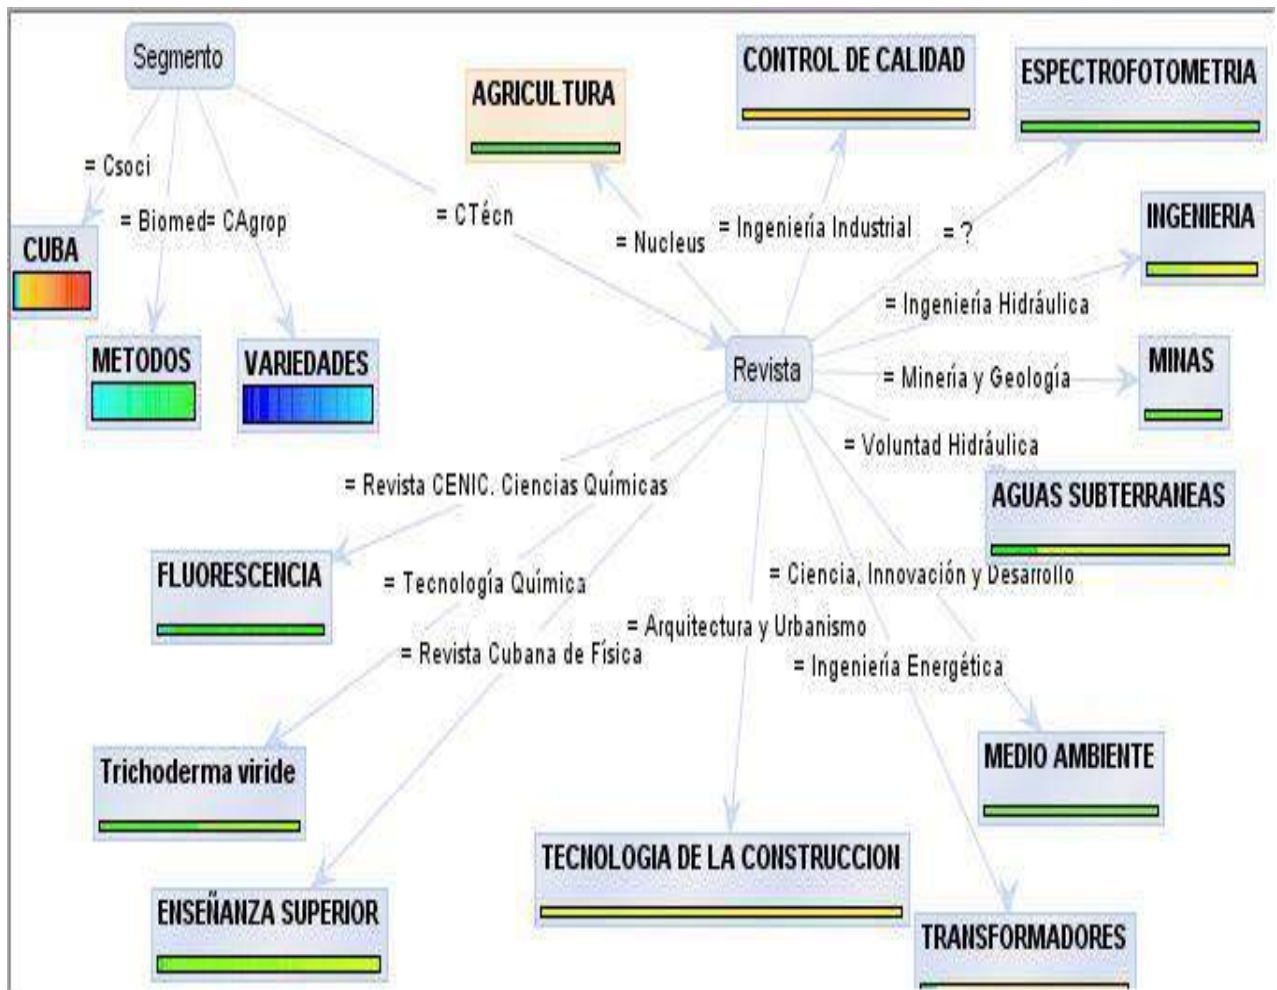 Segmento
CONTROL DE CALIDAD
ESPECTROFOTOMETRIA
AGRICULTURA
= Csoci
= Biomed= CAgrop
= CTécn
= Nucleus
= Ingeniería Industrial
= ?
INGENIERIA
CUBA
= Ingeniería Hidráulica
METODOS
VARIEDADES
Revista
= Minería y Geología
MINAS
= Voluntad Hidráulica
= Revista CENIC. Ciencias Químicas
AGUAS SUBTERRANEAS
FLUORESCENCIA
= Tecnología Química
= Ciencia, Innovación y Desarrollo
= Arquitectura y Urbanismo
= Revista Cubana de Física
= Ingeniería Energética
Trichoderma viride
MEDIO AMBIENTE
TECNOLOGIA DE LA CONSTRUCCION
ENSEÑANZA SUPERIOR
TRANSFORMADORES